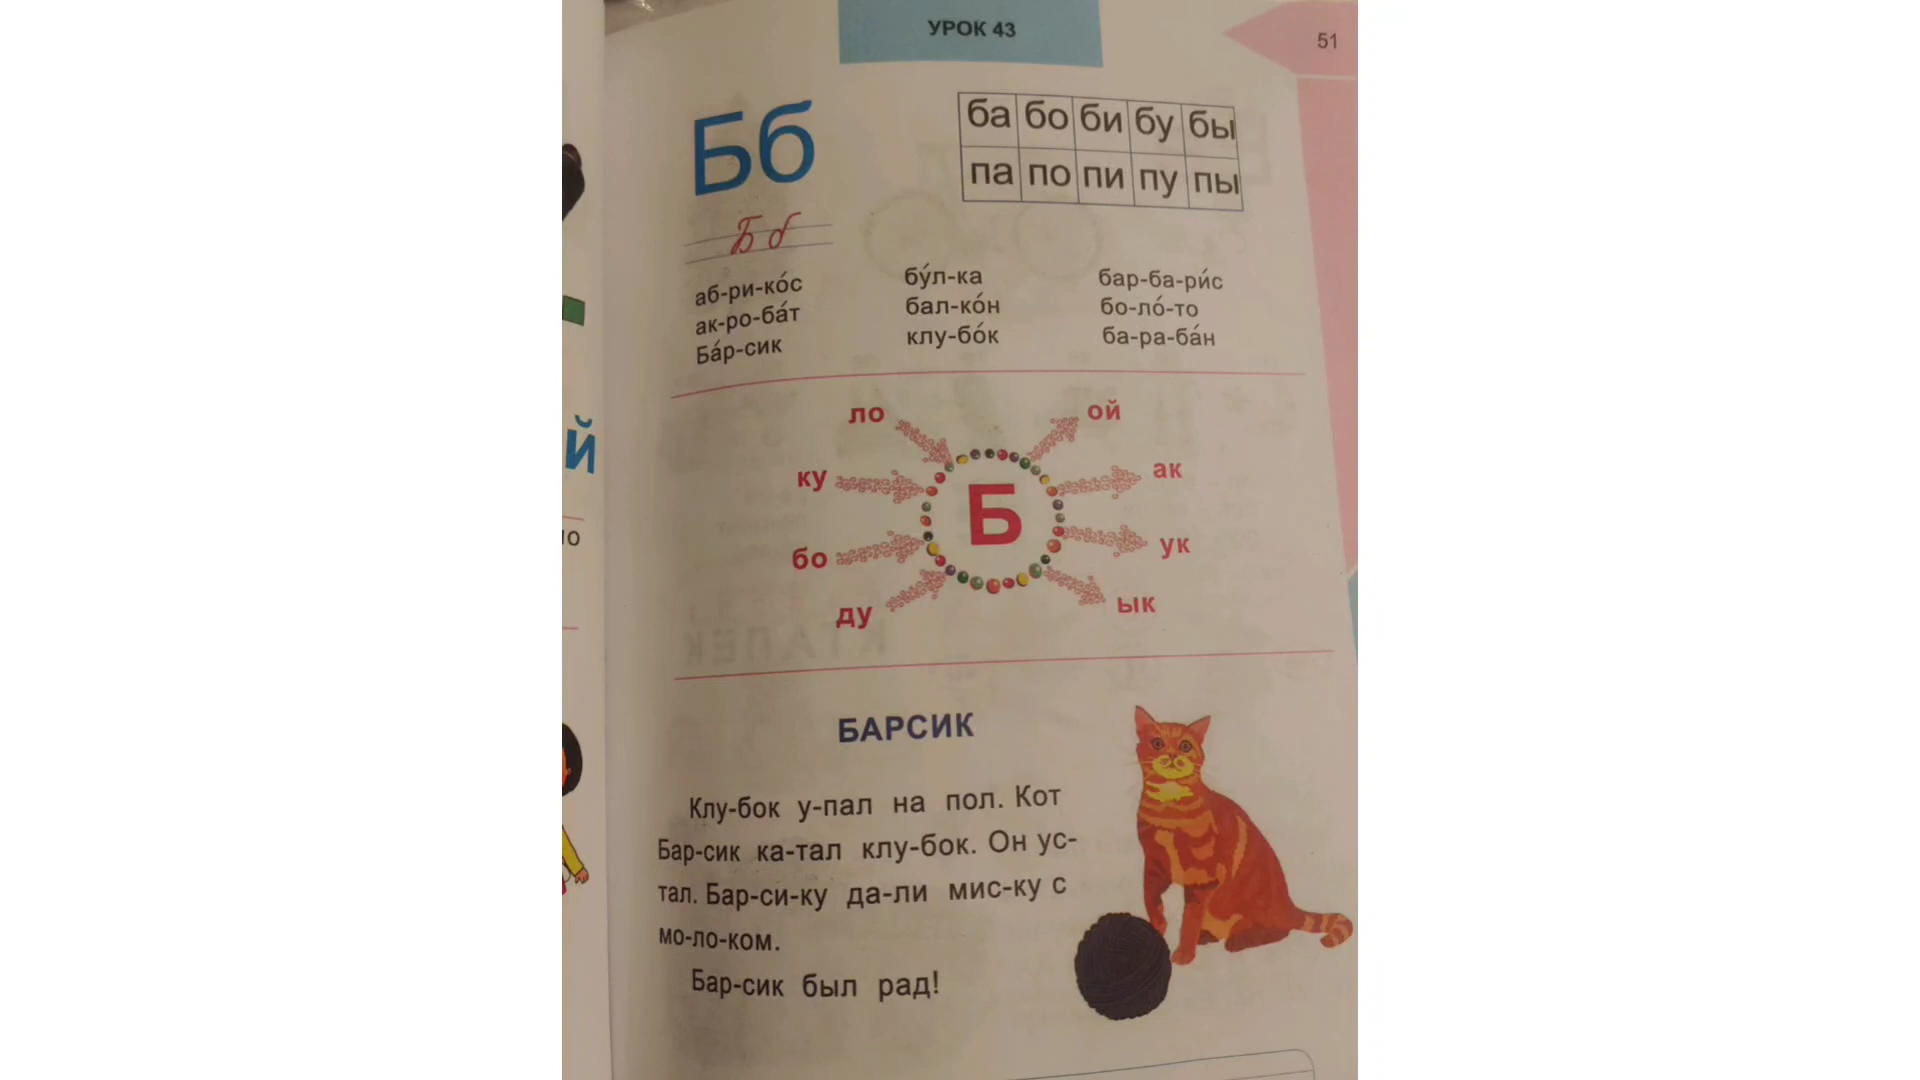 УРОК 43
51
Бб
ба бо би бу бы
па по пи пу пы
Бб
аб-ри-ко́с
ак-ро-ба́т
Ба́р-сик
бу́л-ка
бал-ко́н
клу-бо́к
бар-ба-ри́с
бо-ло́-то
ба-ра-ба́н
ло
ку
бо
ду
Б
ой
ак
ук
ык
БАРСИК
Клу-бок у-пал на пол. Кот
Бар-сик ка-тал клу-бок. Он ус-
тал. Бар-си-ку да-ли мис-ку с
мо-ло-ком.
Бар-сик был рад!
й